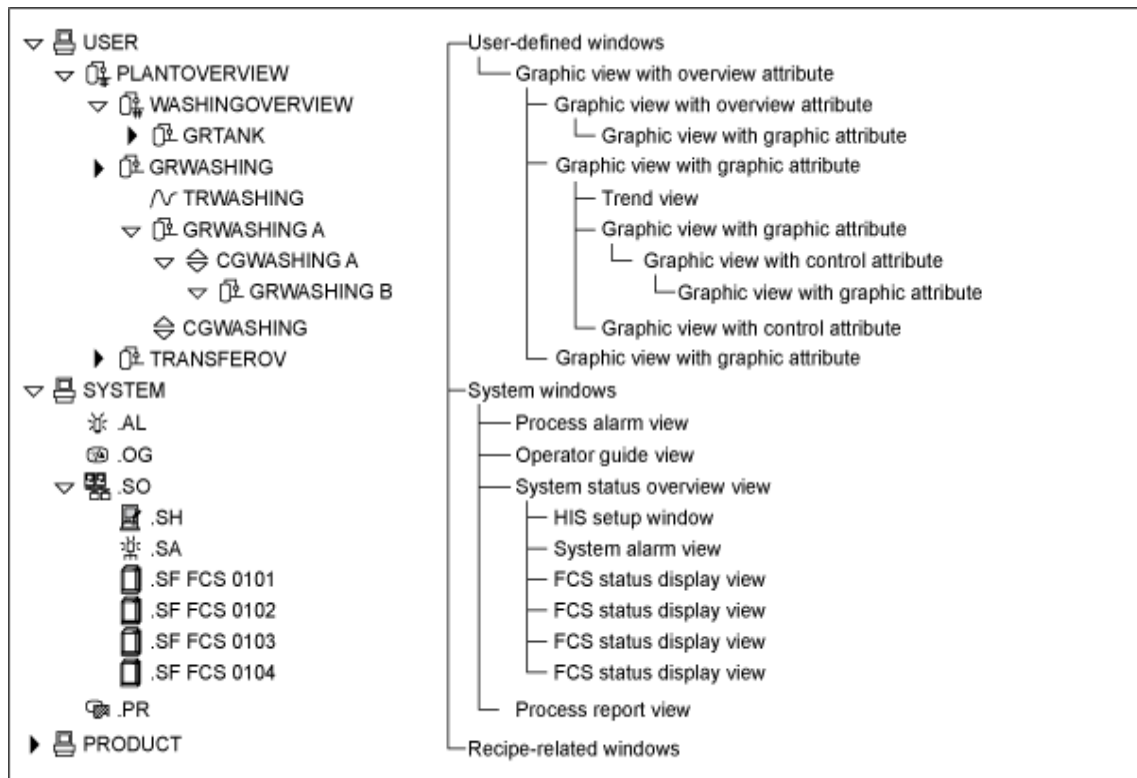 USER User-defined windows
PLANTOVERVIEW Graphic view with overview attribute
WASHINGOVERVIEW Graphic view with overview attribute
GRTANK Graphic view with graphic attribute
GRWASHING Graphic view with graphic attribute
TRWASHING Trend view
GRWASHING A Graphic view with graphic attribute
CGWASHING A Graphic view with control attribute
GRWASHING B Graphic view with graphic attribute
CGWASHING Graphic view with control attribute
TRANSFEROV Graphic view with graphic attribute
SYSTEM System windows
.AL Process alarm view
.OG Operator guide view
.SO System status overview view
.SH HIS setup window
.SA System alarm view
.SF FCS 0101 FCS status display view
.SF FCS 0102 FCS status display view
.SF FCS 0103 FCS status display view
.SF FCS 0104 FCS status display view
.PR Process report view
PRODUCT Recipe-related windows